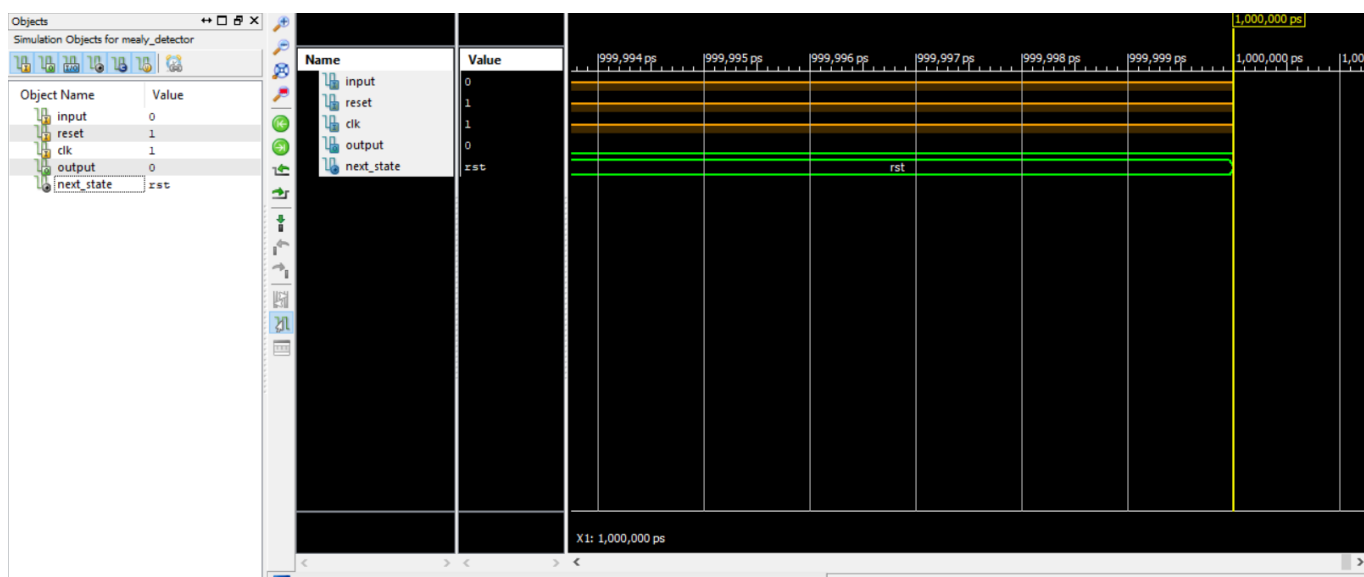 Objects
Simulation Objects for mealy_detector
Object Name Value
input 0
reset 1
clk 1
output 0
next_state rst
Name Value
input 0
reset 1
clk 1
output 0
next_state rst
1,000,000 ps
999,994 ps 999,995 ps 999,996 ps 999,997 ps 999,998 ps 999,999 ps 1,000,000 ps 1,00
rst
X1: 1,000,000 ps